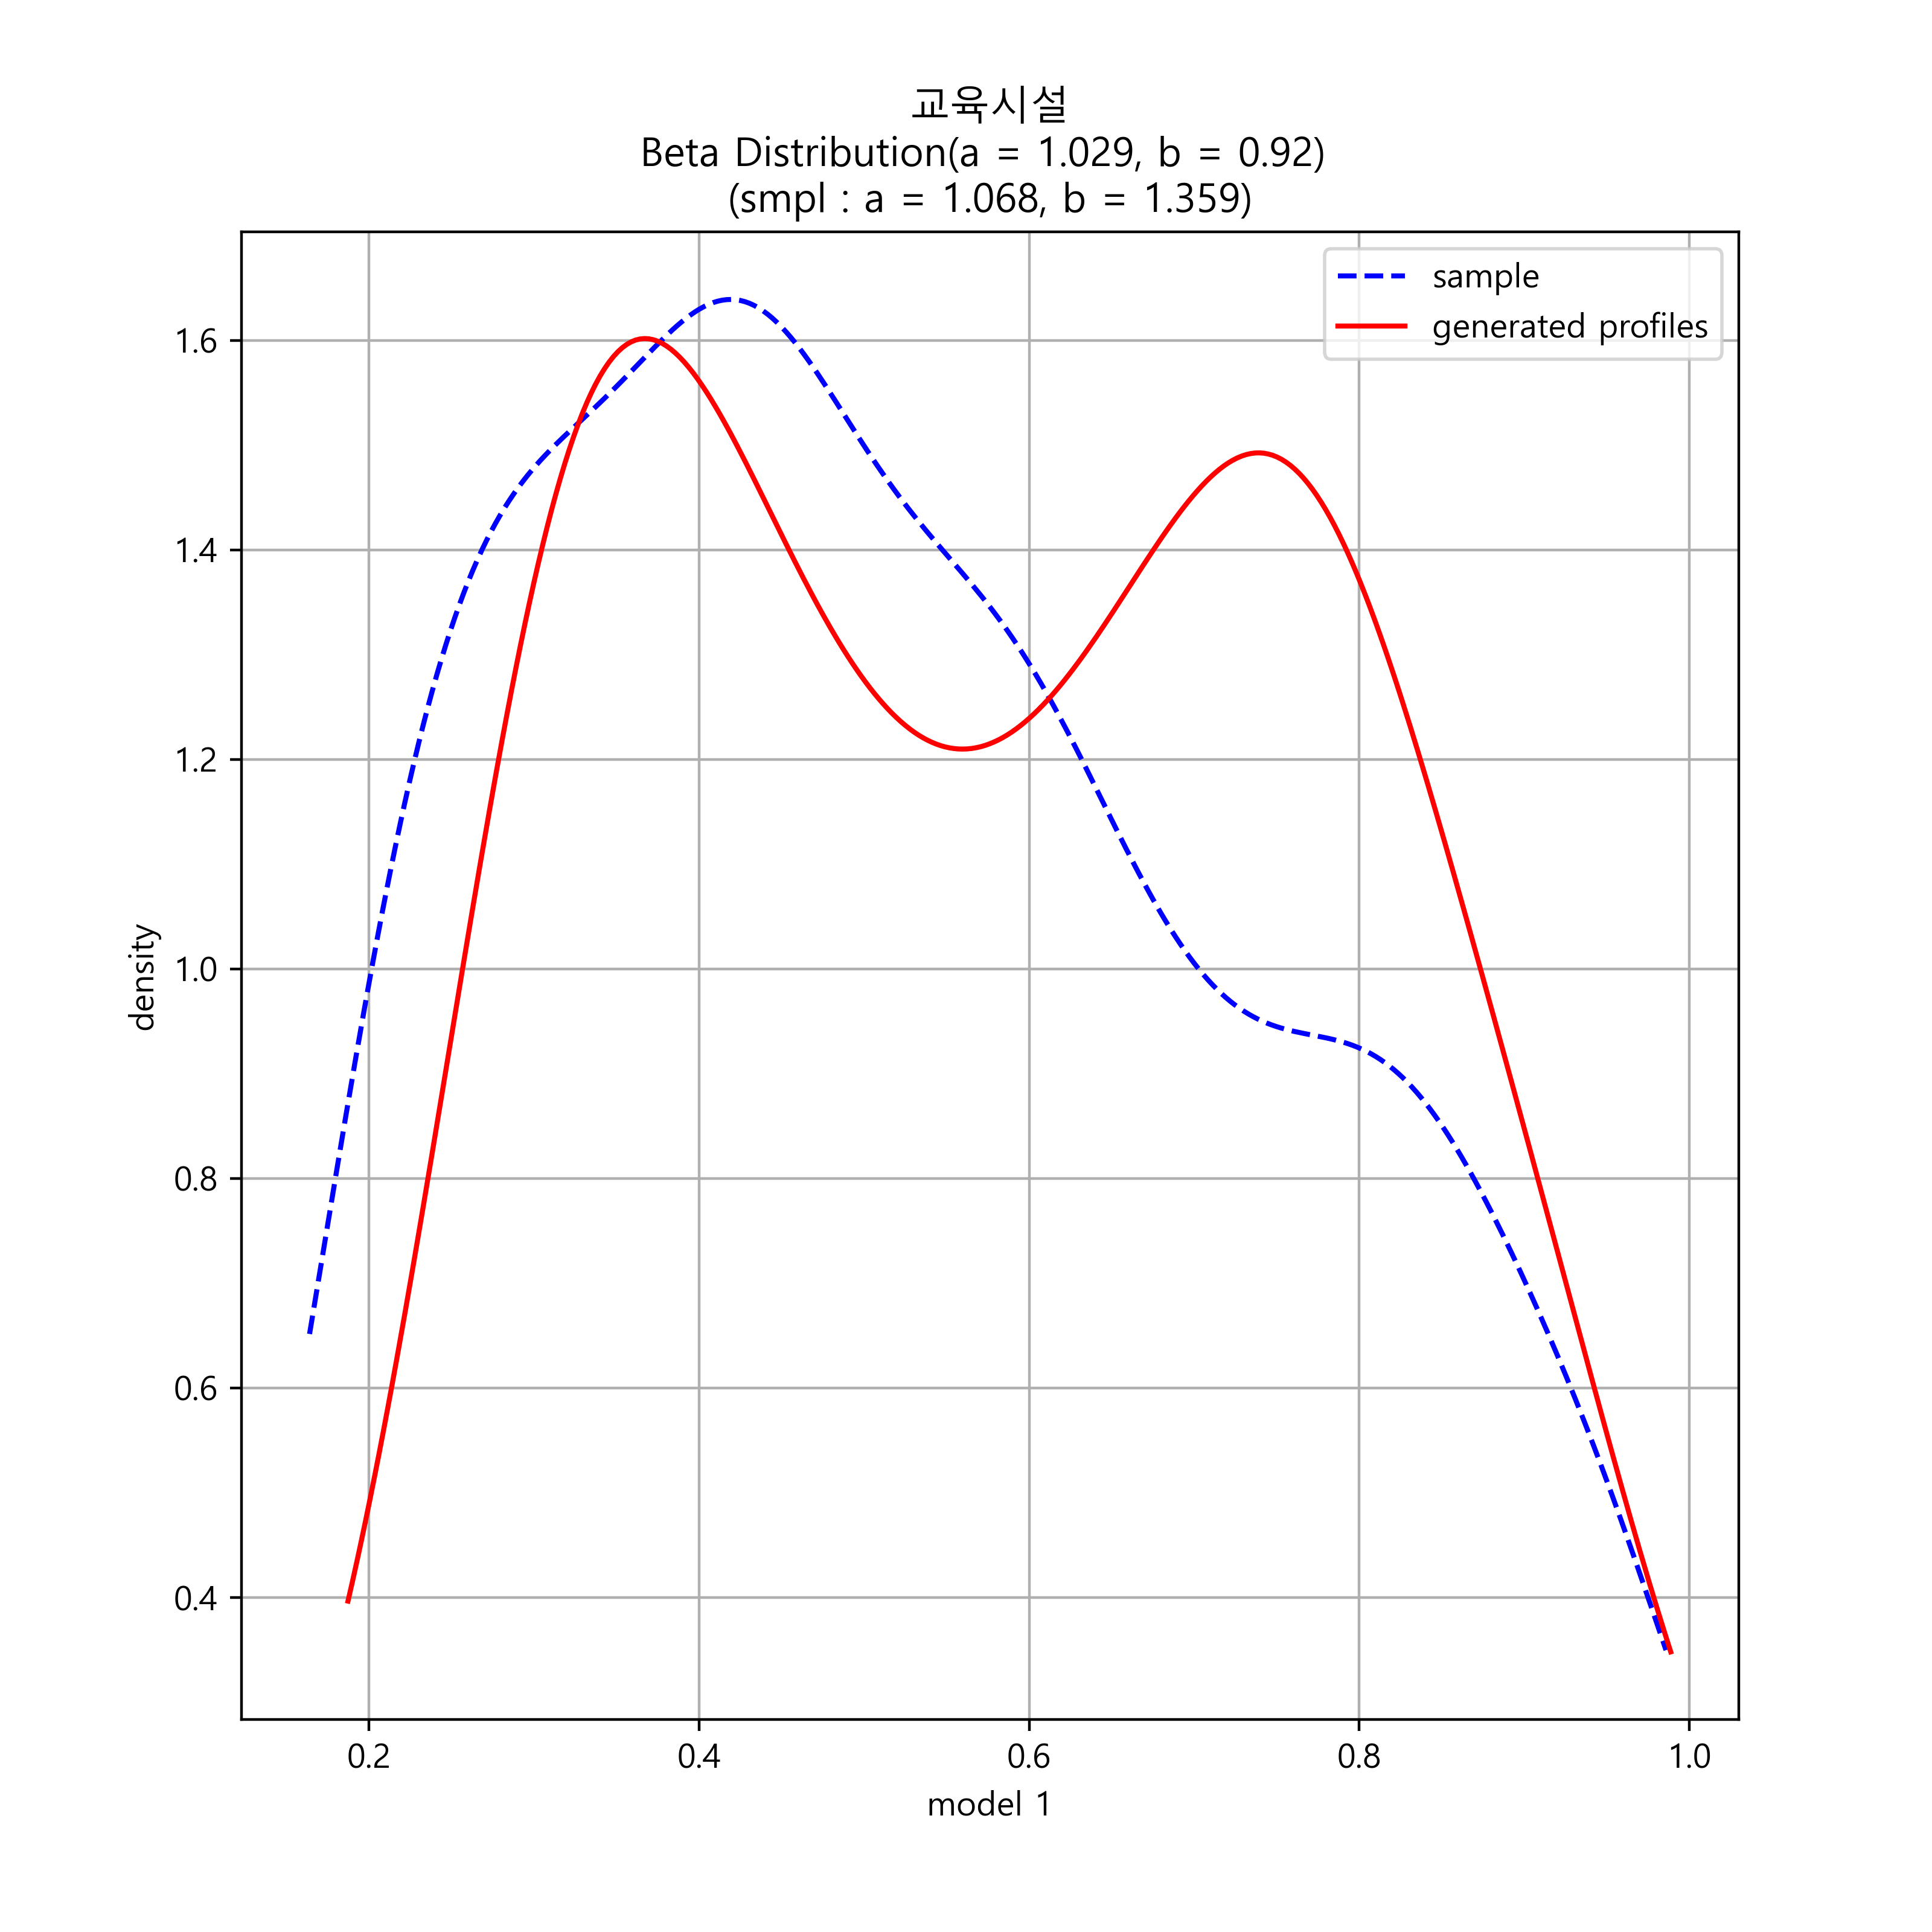 교육시설
Beta Distribution(a = 1.029, b = 0.92)
(smpl : a = 1.068, b = 1.359)
sample
generated profiles
density
1.6
1.4
1.2
1.0
0.8
0.6
0.4
0.2 0.4 0.6 0.8 1.0
model 1